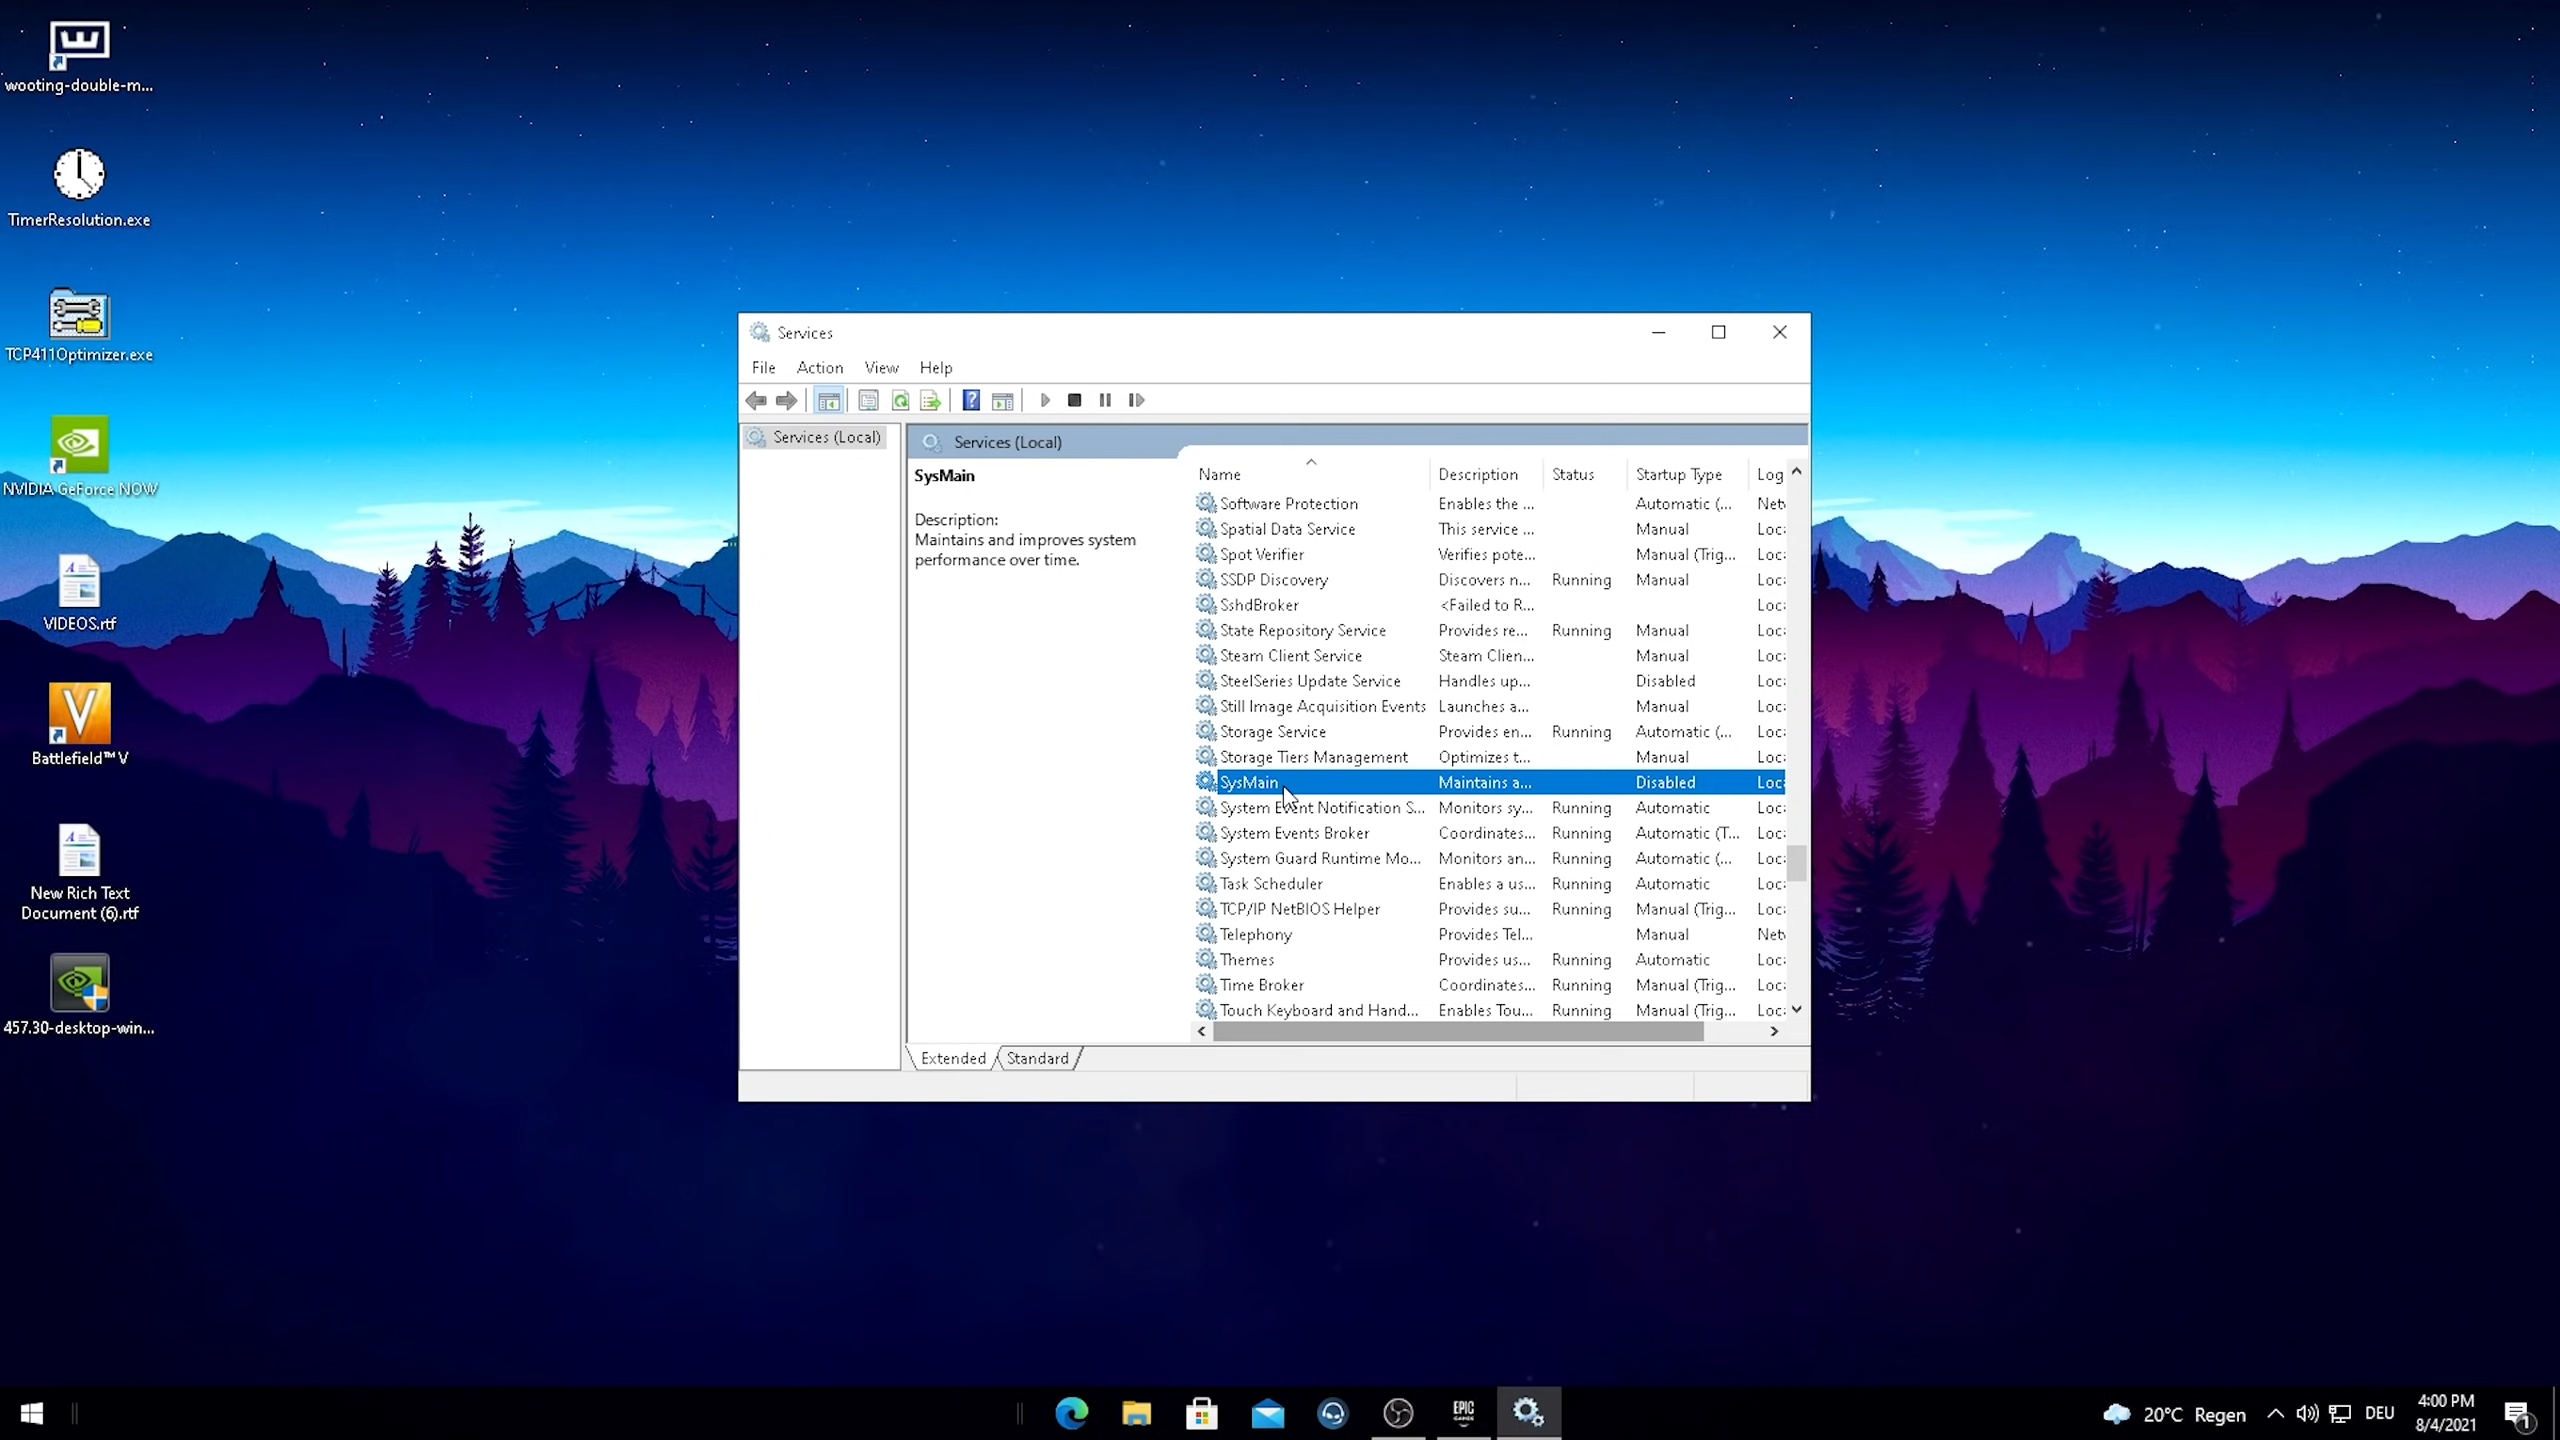 wooting-double-m...
TimerResolution.exe
TCP411Optimizer.exe
NVIDIA GeForce NOW
VIDEOS.rtf
V
Battlefield™ V
New Rich Text
Document (6).rtf
457.30-desktop-win...
Services
File Action View Help
Services (Local)
Services (Local)
SysMain
Description:
Maintains and improves system
performance over time.
Name Description Status Startup Type Log
Software Protection Enables the ... Automatic (... Net
Spatial Data Service This service ... Manual Loc
Spot Verifier Verifies pote... Manual (Trig... Loc
SSDP Discovery Discovers n... Running Manual Loc
SshdBroker <Failed to R... Loc
State Repository Service Provides re... Running Manual Loc
Steam Client Service Steam Clien... Manual Loc
SteelSeries Update Service Handles up... Disabled Loc
Still Image Acquisition Events Launches a... Manual Loc
Storage Service Provides en... Running Automatic (... Loc
Storage Tiers Management Optimizes t... Manual Loc
SysMain Maintains a... Disabled Loc
System Event Notification S... Monitors sy... Running Automatic Loc
System Events Broker Coordinates... Running Automatic (T... Loc
System Guard Runtime Mo... Monitors an... Running Automatic (... Loc
Task Scheduler Enables a us... Running Automatic Loc
TCP/IP NetBIOS Helper Provides su... Running Manual (Trig... Loc
Telephony Provides Tel... Manual Net
Themes Provides us... Running Automatic Loc
Time Broker Coordinates... Running Manual (Trig... Loc
Touch Keyboard and Hand... Enables Tou... Running Manual (Trig... Loc
Extended Standard
EPIC
GAMES
20°C Regen
DEU
4:00 PM
8/4/2021
1